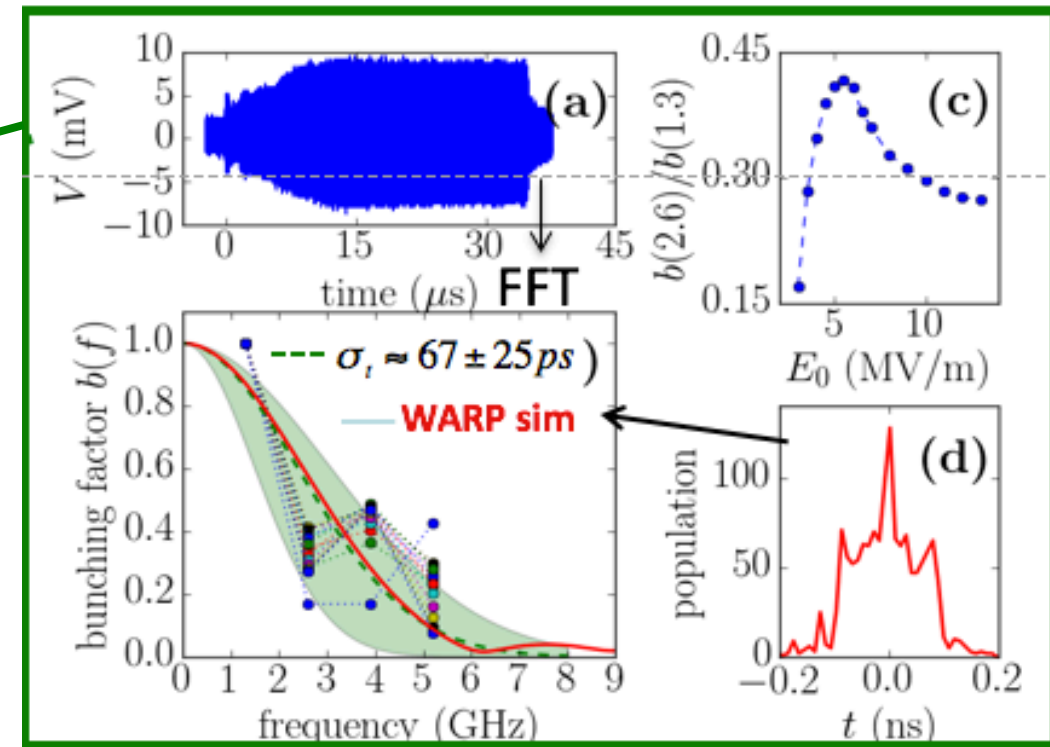 10
5
0
−5
−10
V (mV)
(a)
0 15 30 45
time (μs)
FFT
0.45
0.30
0.15
b(2.6)/b(1.3)
(c)
5 10
E₀ (MV/m)
1.0
0.8
0.6
0.4
0.2
0.0
bunching factor b(f)
σₜ ≈ 67 ± 25 ps )
WARP sim
0 1 2 3 4 5 6 7 8 9
frequency (GHz)
100
50
0
population
(d)
−0.2 0.0 0.2
t (ns)